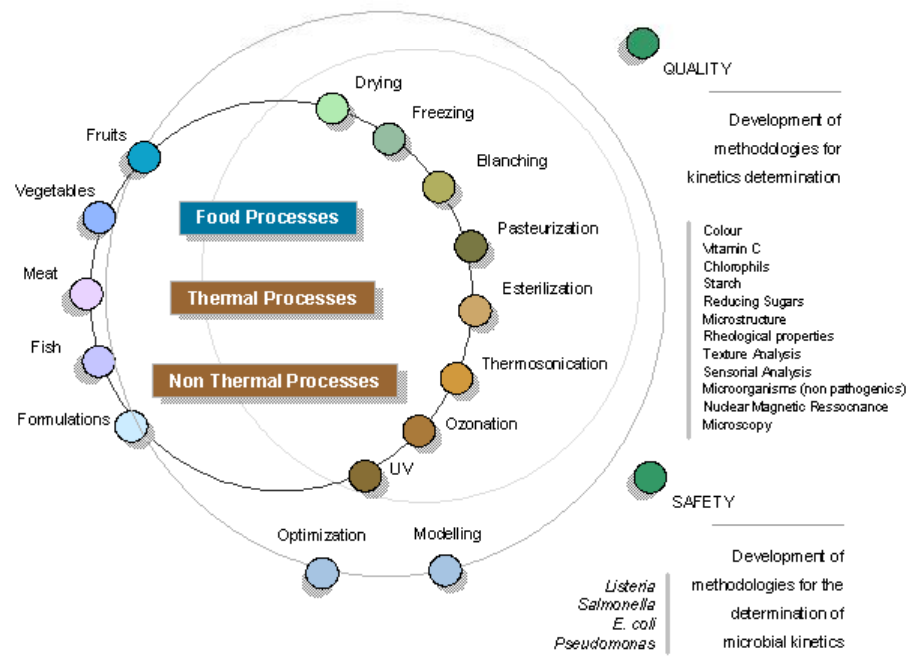 Drying
Freezing
Blanching
Pasteurization
Esterilization
Thermosonication
Ozonation
UV
Fruits
Vegetables
Meat
Fish
Formulations
Food Processes
Thermal Processes
Non Thermal Processes
Optimization
Modelling
QUALITY
Development of
methodologies for
kinetics determination
Colour
Vitamin C
Chlorophils
Starch
Reducing Sugars
Microstructure
Rheological properties
Texture Analysis
Sensorial Analysis
Microorganisms (non pathogenics)
Nuclear Magnetic Ressocnance
Microscopy
SAFETY
Development of
methodologies for the
determination of
microbial kinetics
Listeria
Salmonella
E. coli
Pseudomonas